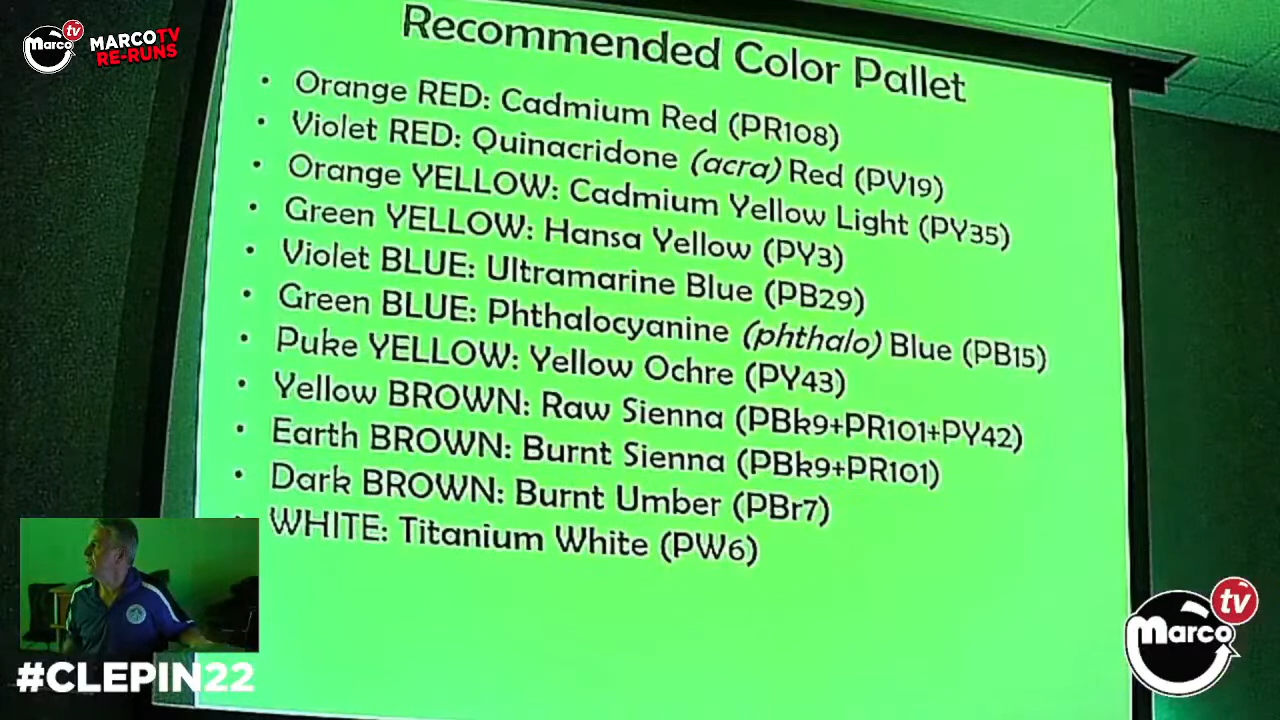 marco tv
MARCOTV
RE-RUNS
Recommended Color Pallet
• Orange RED: Cadmium Red (PR108)
• Violet RED: Quinacridone (acra) Red (PV19)
• Orange YELLOW: Cadmium Yellow Light (PY35)
• Green YELLOW: Hansa Yellow (PY3)
• Violet BLUE: Ultramarine Blue (PB29)
• Green BLUE: Phthalocyanine (phthalo) Blue (PB15)
• Puke YELLOW: Yellow Ochre (PY43)
• Yellow BROWN: Raw Sienna (PBk9+PR101+PY42)
• Earth BROWN: Burnt Sienna (PBk9+PR101)
• Dark BROWN: Burnt Umber (PBr7)
• WHITE: Titanium White (PW6)
#CLEPIN22
marco tv